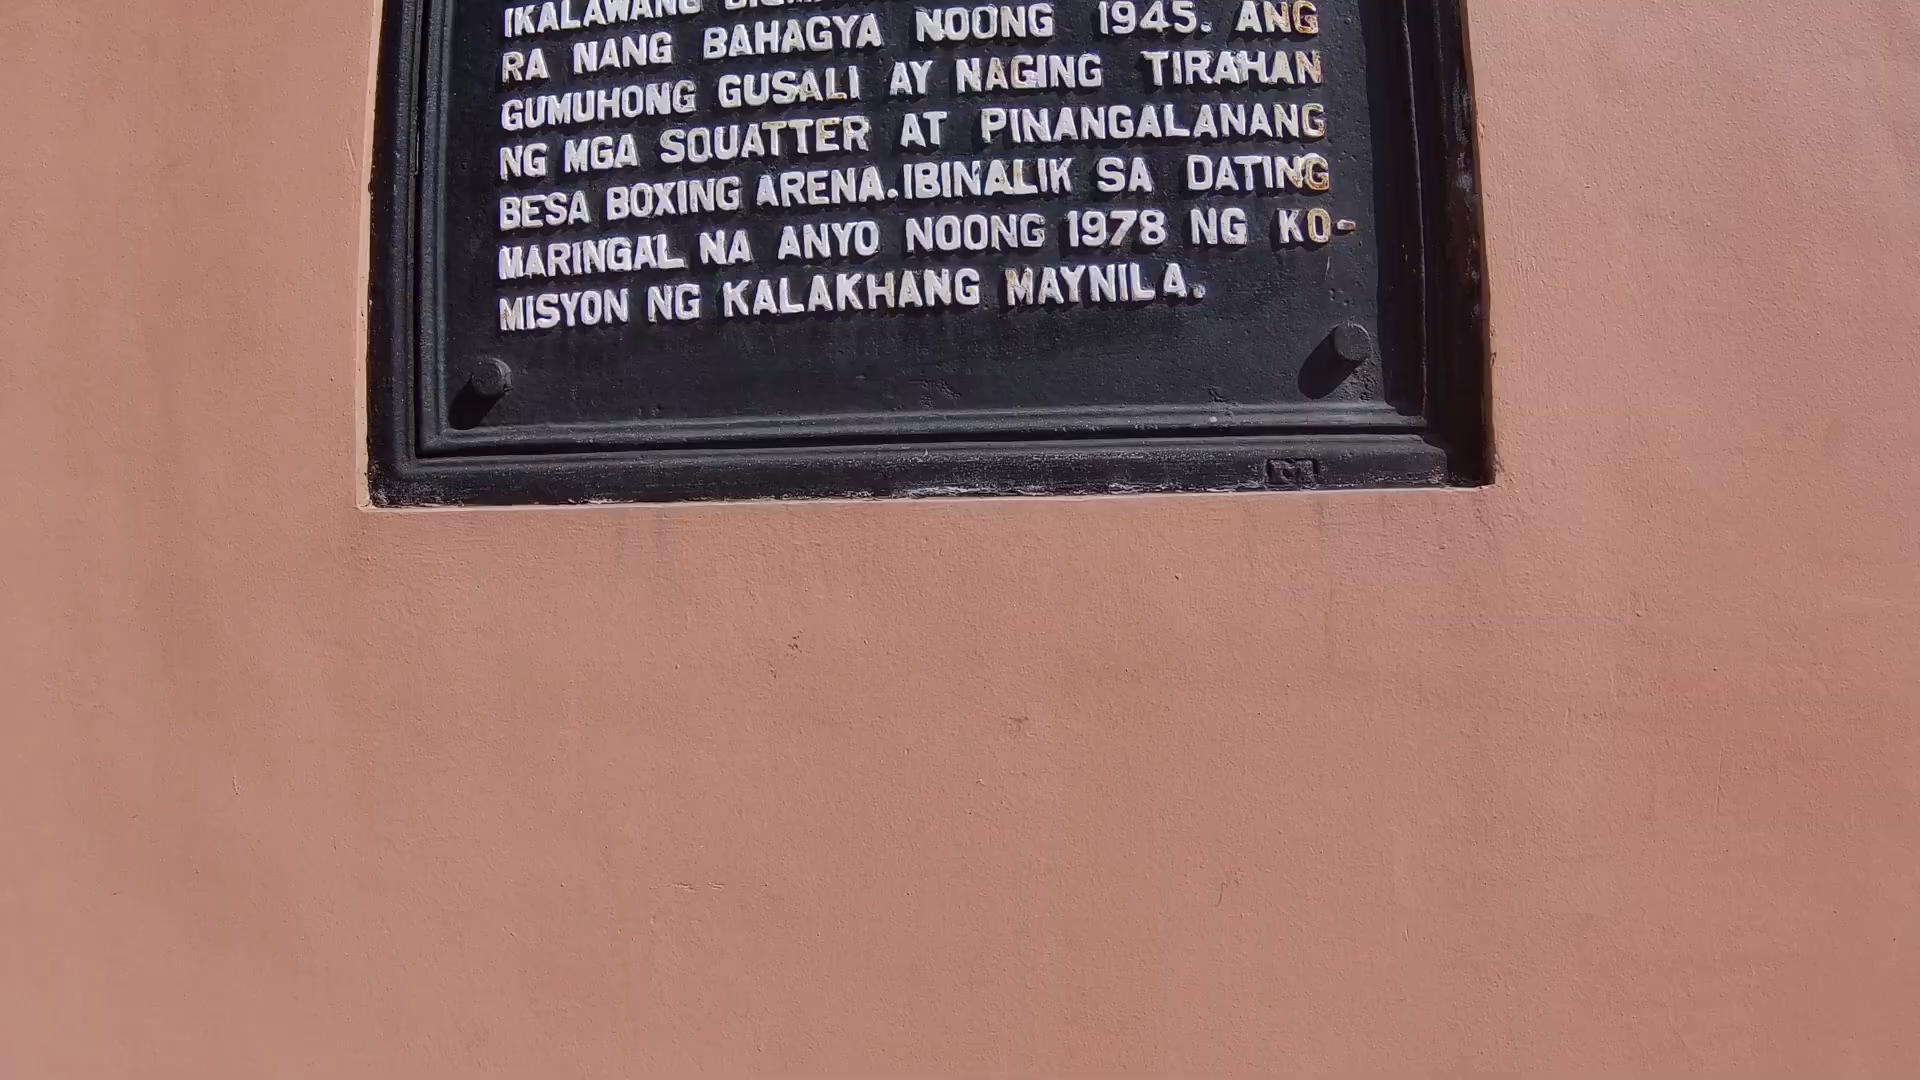 IKALAWANG
RA NANG BAHAGYA NOONG 1945. ANG
GUMUHONG GUSALI AY NAGING TIRAHAN
NG MGA SQUATTER AT PINANGALANANG
BESA BOXING ARENA. IBINALIK SA DATING
MARINGAL NA ANYO NOONG 1978 NG KO-
MISYON NG KALAKHANG MAYNILA.